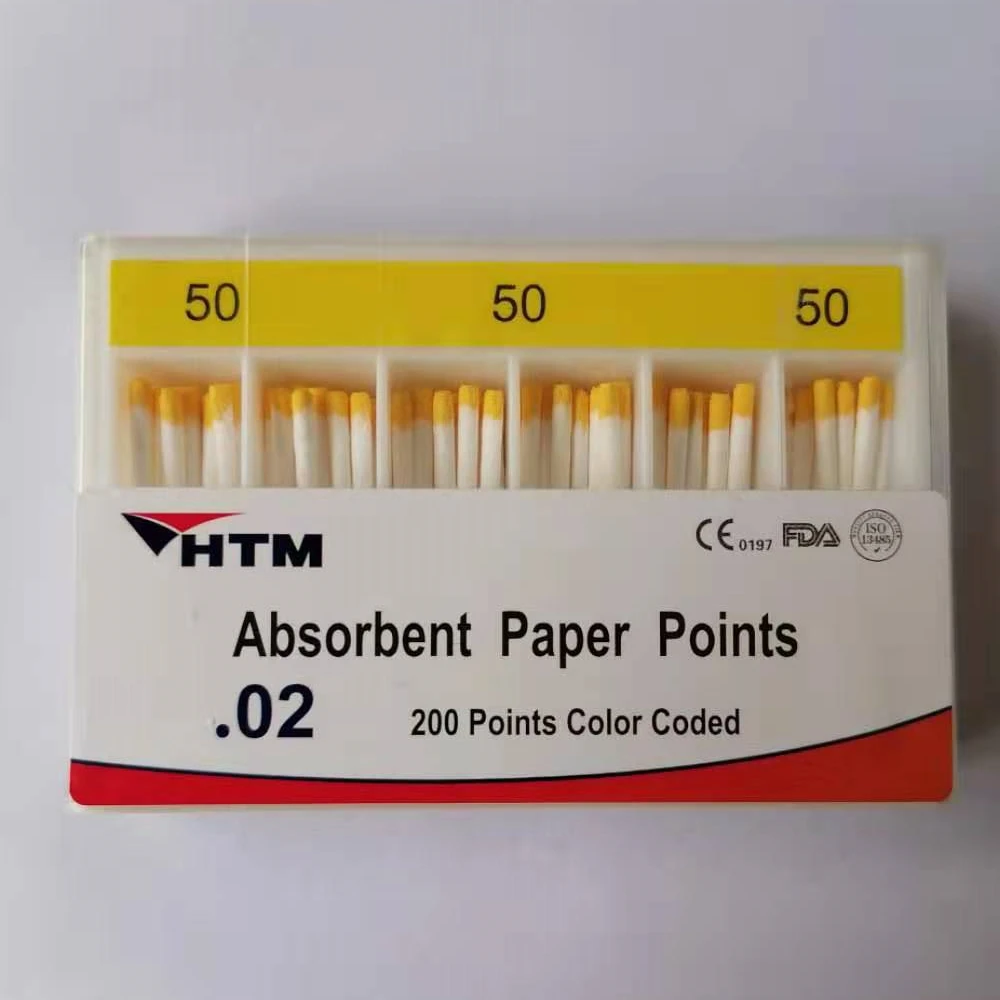 50 50 50
HTM
CE 0197 FDA ISO 13485
Absorbent Paper Points
.02
200 Points Color Coded